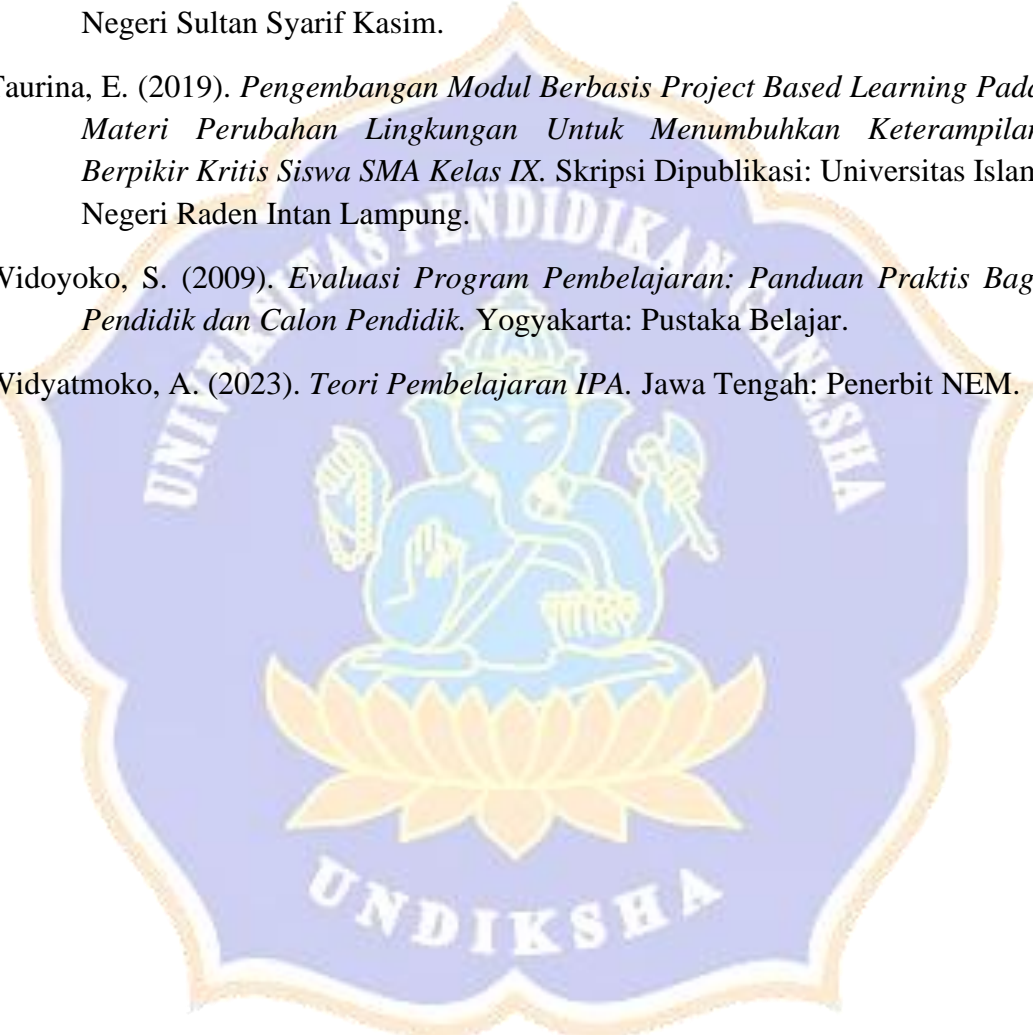 Negeri Sultan Syarif Kasim.
Taurina, E. (2019). Pengembangan Modul Berbasis Project Based Learning Pada
Materi Perubahan Lingkungan Untuk Menumbuhkan Keterampilan
Berpikir Kritis Siswa SMA Kelas IX. Skripsi Dipublikasi: Universitas Islam
Negeri Raden Intan Lampung.
Widoyoko, S. (2009). Evaluasi Program Pembelajaran: Panduan Praktis Bag
Pendidik dan Calon Pendidik. Yogyakarta: Pustaka Belajar.
Widyatmoko, A. (2023). Teori Pembelajaran IPA. Jawa Tengah: Penerbit NEM.
UNIVERSITAS PENDIDIKAN GANESHA
UNDIKSHA